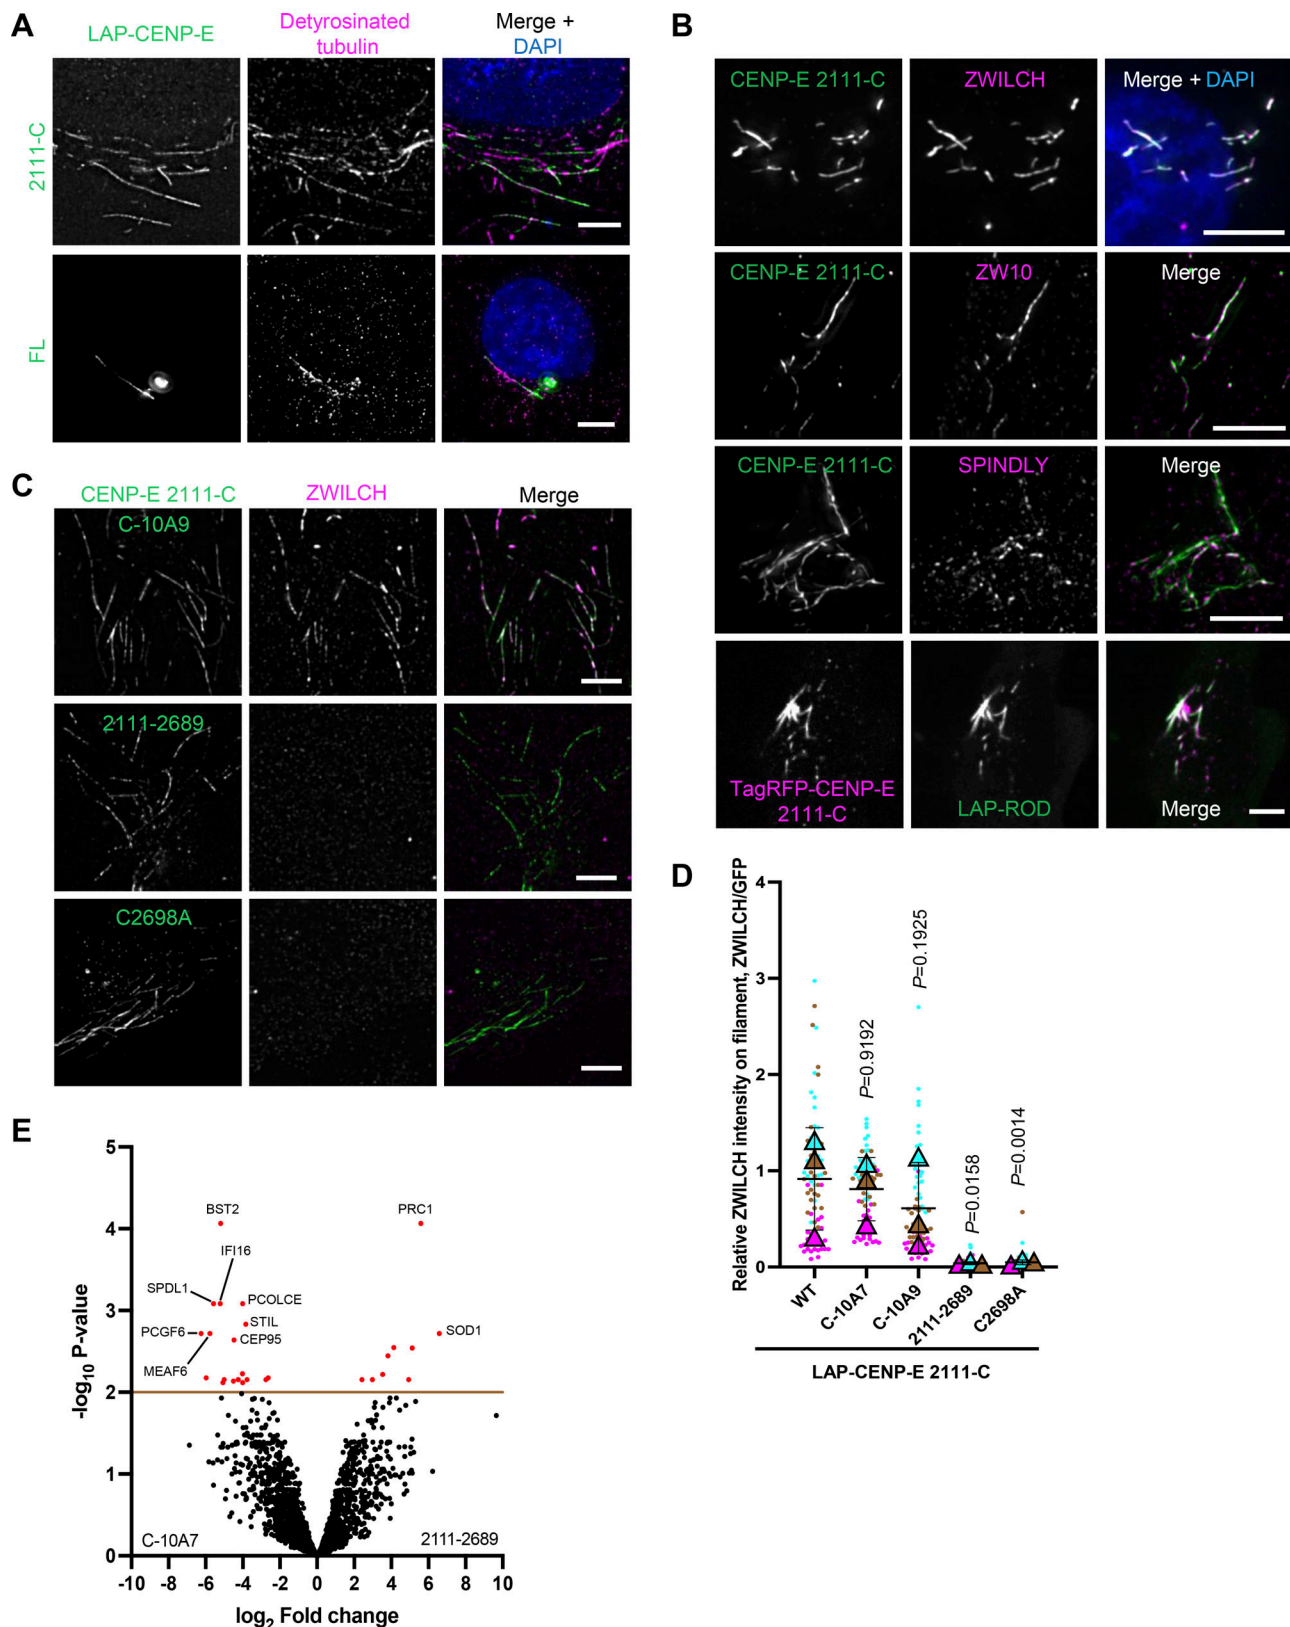 A
LAP-CENP-E
Detyrosinated
tubulin
Merge +
DAPI
2111-C
FL
B
CENP-E 2111-C
ZWILCH
Merge + DAPI
CENP-E 2111-C
ZW10
Merge
CENP-E 2111-C
SPINDLY
Merge
TagRFP-CENP-E
2111-C
LAP-ROD
Merge
C
CENP-E 2111-C
ZWILCH
Merge
C-10A9
2111-2689
C2698A
D
Relative ZWILCH intensity on filament, ZWILCH/GFP
4
3
2
1
0
P=0.9192
P=0.1925
P=0.0158
P=0.0014
WT
C-10A7
C-10A9
2111-2689
C2698A
LAP-CENP-E 2111-C
E
-log10 P-value
5
4
3
2
1
0
BST2
PRC1
IFI16
SPDL1
PCOLCE
STIL
PCGF6
CEP95
SOD1
MEAF6
C-10A7
2111-2689
-10 -8 -6 -4 -2 0 2 4 6 8 10
log2 Fold change